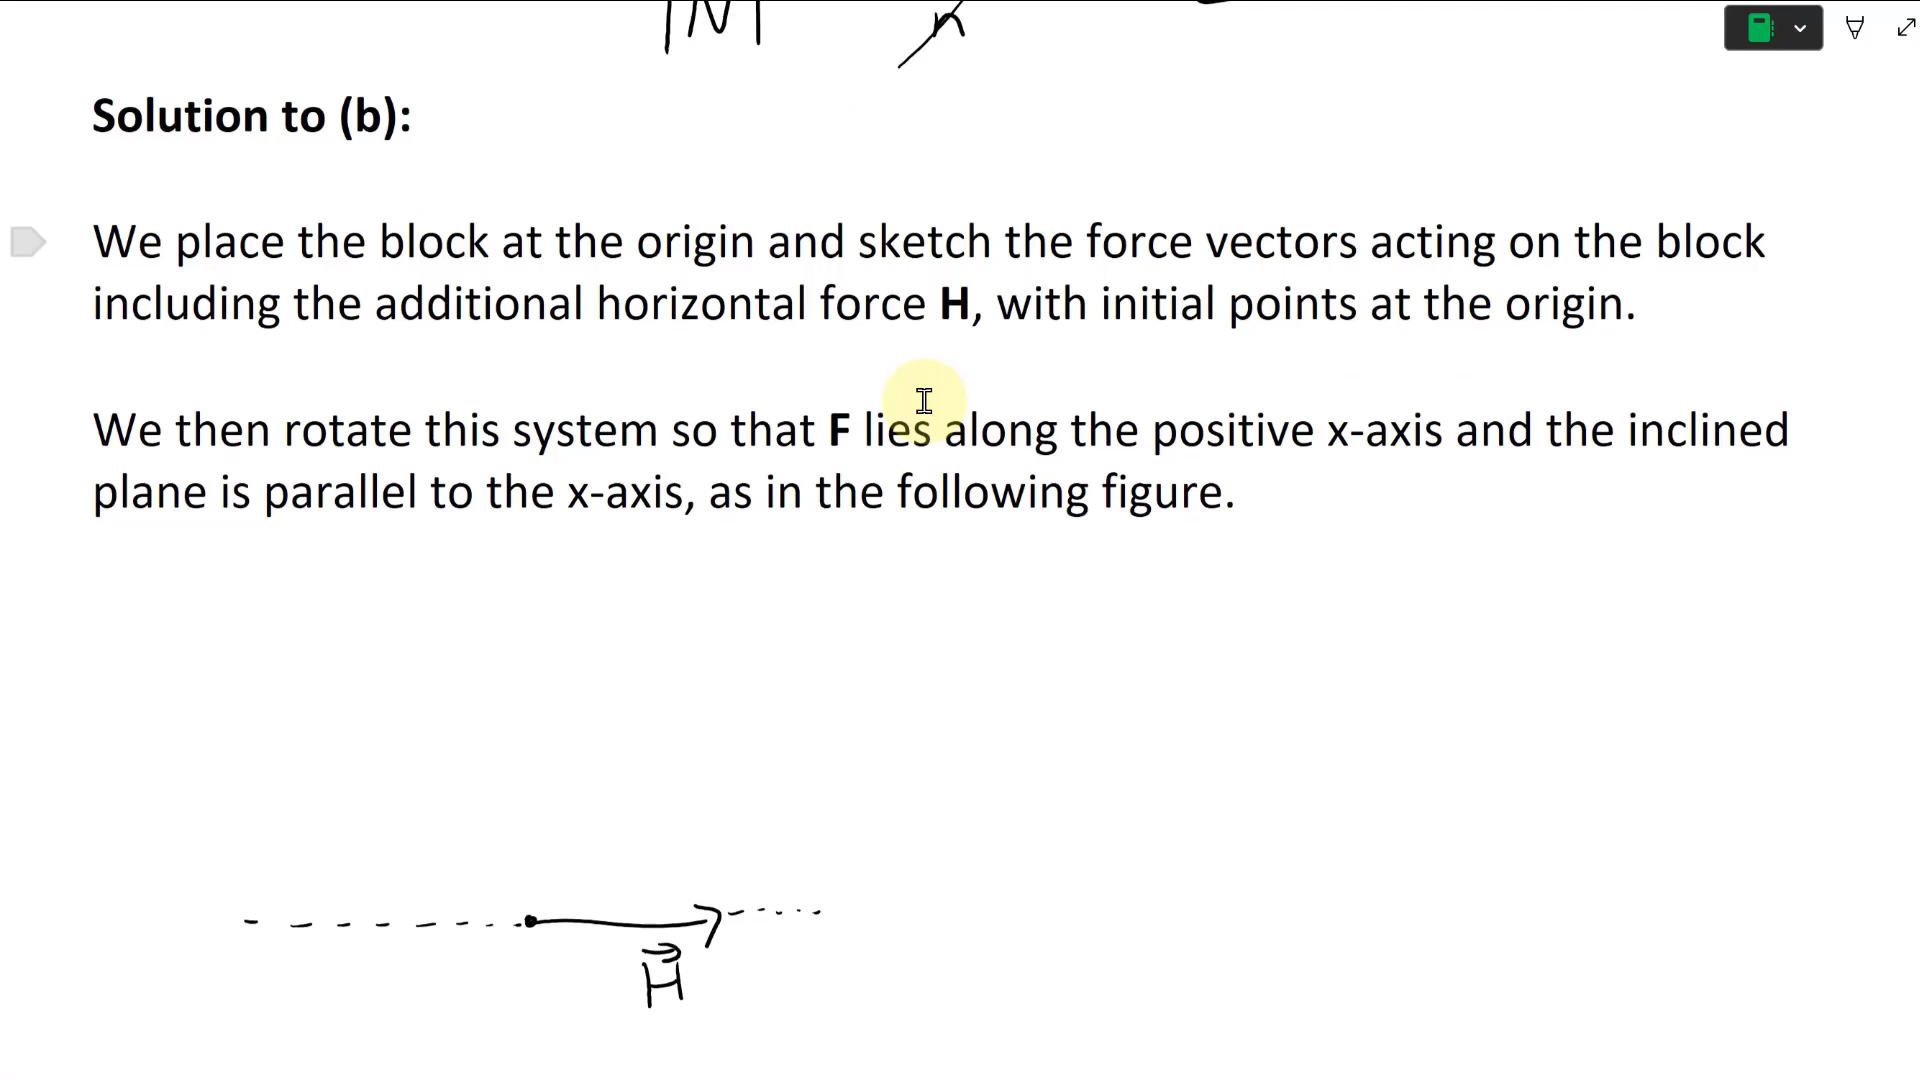 |N| n
Solution to (b):
We place the block at the origin and sketch the force vectors acting on the block
including the additional horizontal force H, with initial points at the origin.
We then rotate this system so that F lies along the positive x-axis and the inclined
plane is parallel to the x-axis, as in the following figure.
H⃗